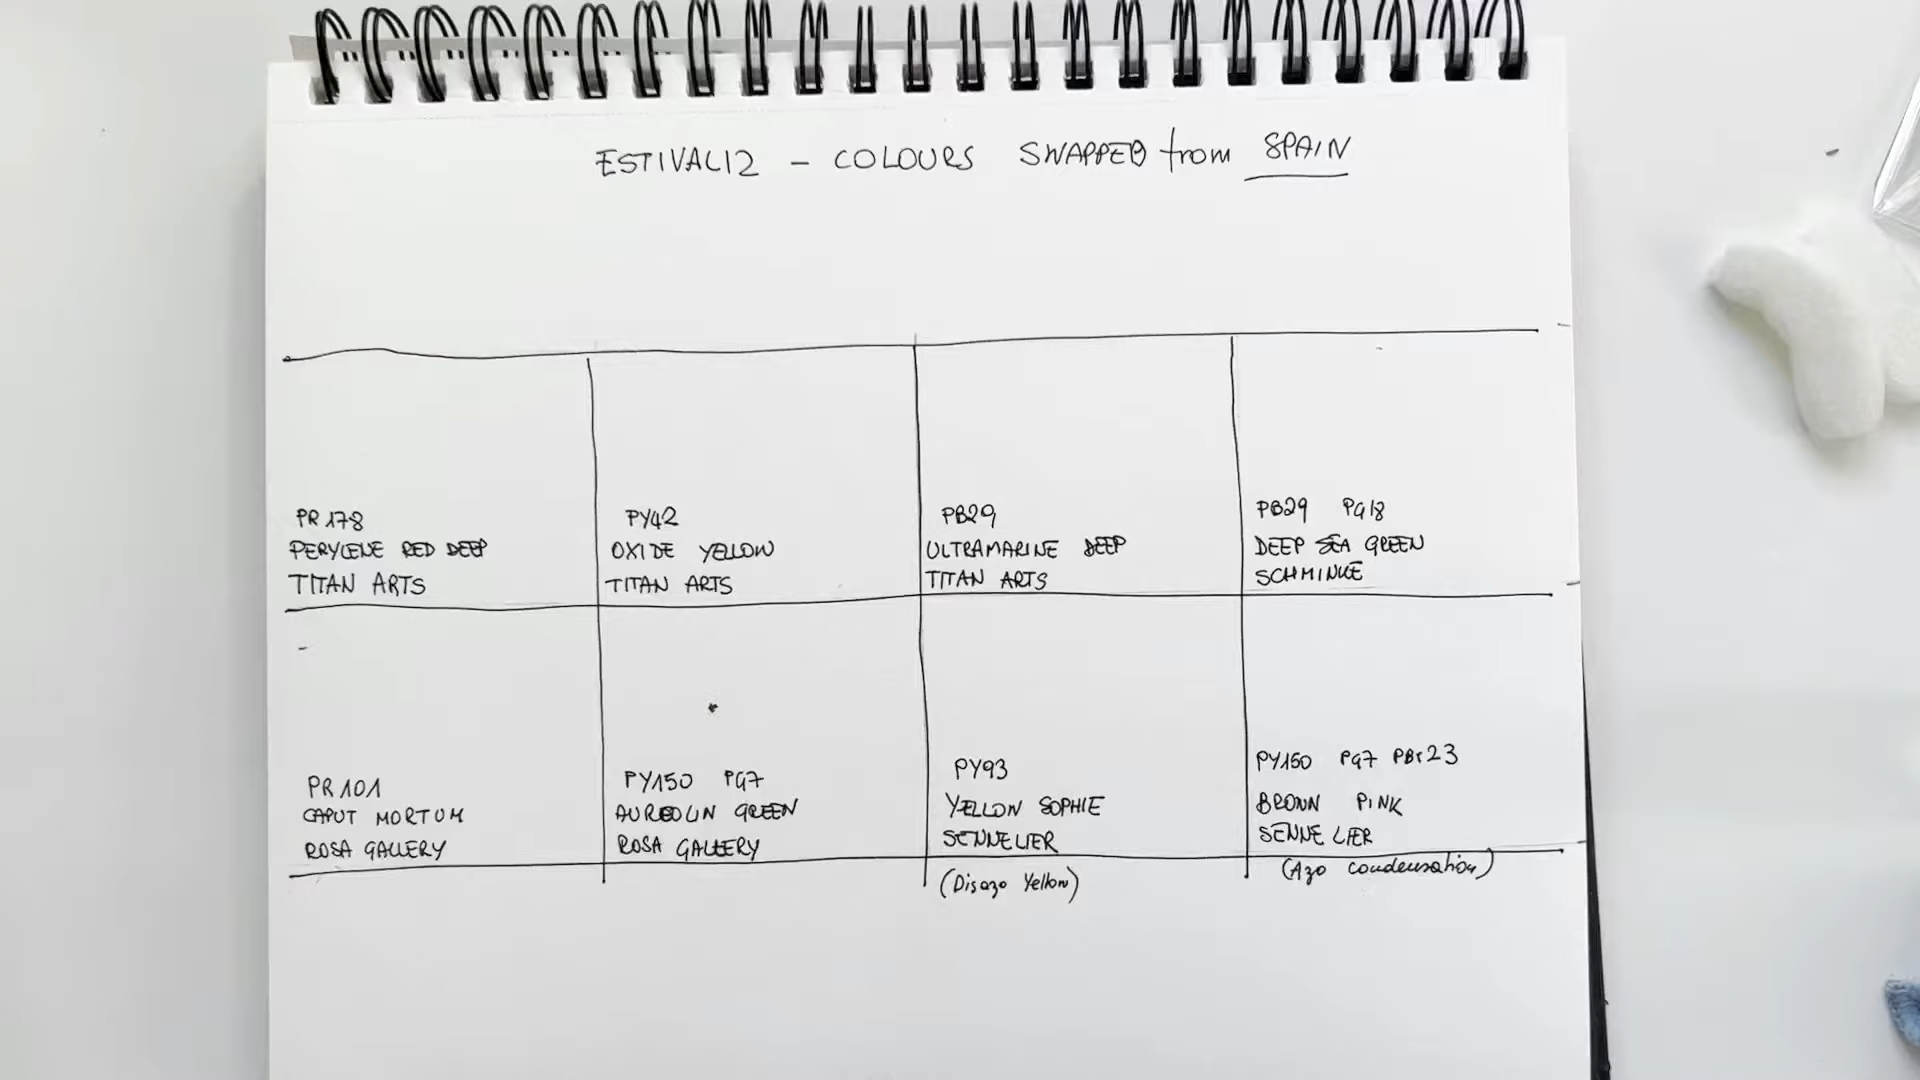 ESTIVALIZ - COLOURS SWAPPED from SPAIN
PR178
PERYLENE RED DEEP
TITAN ARTS
PY42
OXIDE YELLOW
TITAN ARTS
PB29
ULTRAMARINE DEEP
TITAN ARTS
PB29 PG18
DEEP SEA GREEN
SCHMINKE
PR101
CAPUT MORTUM
ROSA GALLERY
PY150 PG7
AUREOLIN GREEN
ROSA GALLERY
PY93
YELLOW SOPHIE
SENNELIER
(Disazo Yellow)
PY150 PG7 PBr23
BROWN PINK
SENNELIER
(Azo condensation)